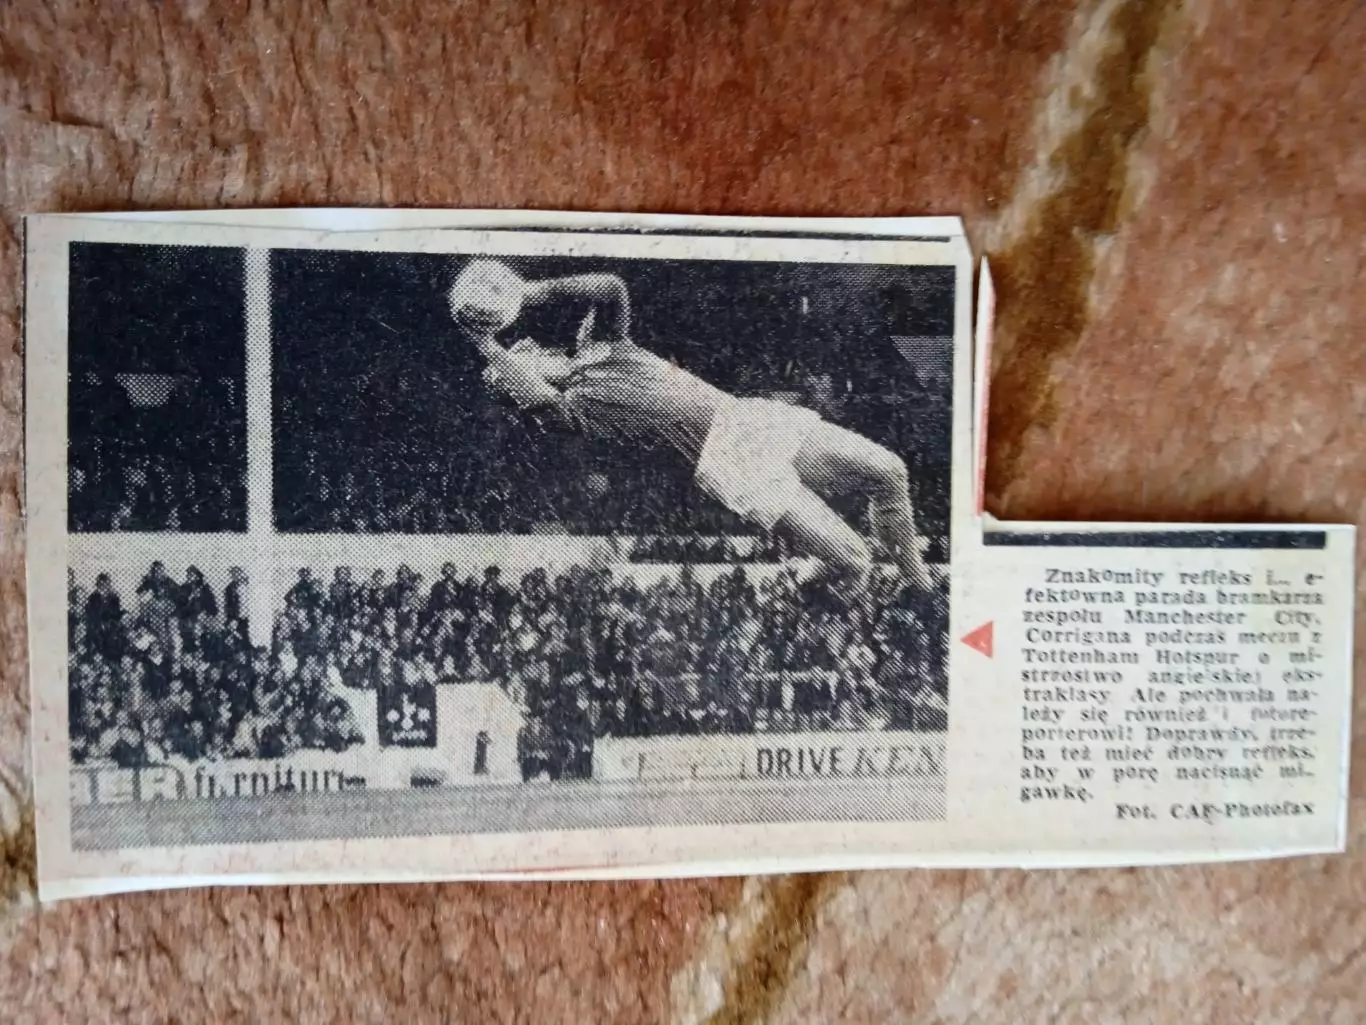 furniture
DRIVE KEN
Znakomity refleks i... e-
fektowna parada bramkarza
zespołu Manchester City,
Corrigana podczas meczu z
Tottenham Hotspur o mi-
strzostwo angielskiej eks-
traklasy. Ale pochwała na-
leży się również i fotore-
porterowi! Doprawdy, trze-
ba też mieć dobry refleks,
aby w porę nacisnąć mi-
gawkę.
Fot. CAF-Photofax